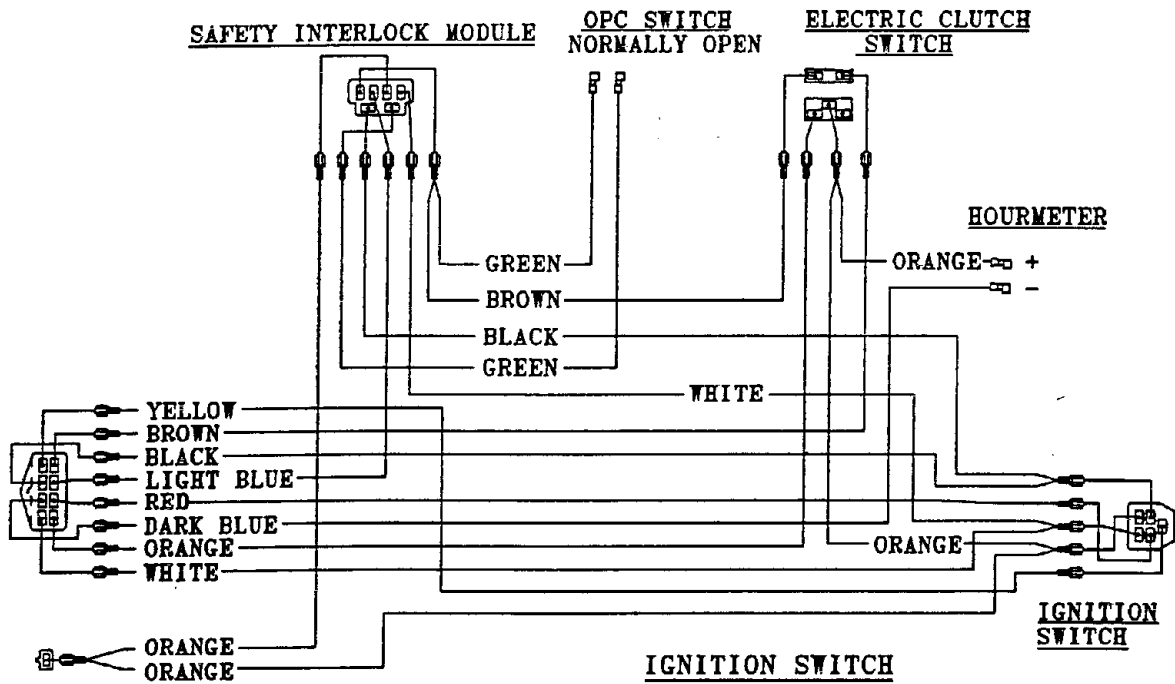 SAFETY INTERLOCK MODULE
OPC SWITCH
NORMALLY OPEN
ELECTRIC CLUTCH
SWITCH
HOURMETER
ORANGE +
GREEN
BROWN
-
BLACK
GREEN
WHITE
YELLOW
BROWN
BLACK
LIGHT BLUE
RED
DARK BLUE
ORANGE
ORANGE
WHITE
IGNITION
SWITCH
ORANGE
ORANGE
IGNITION SWITCH